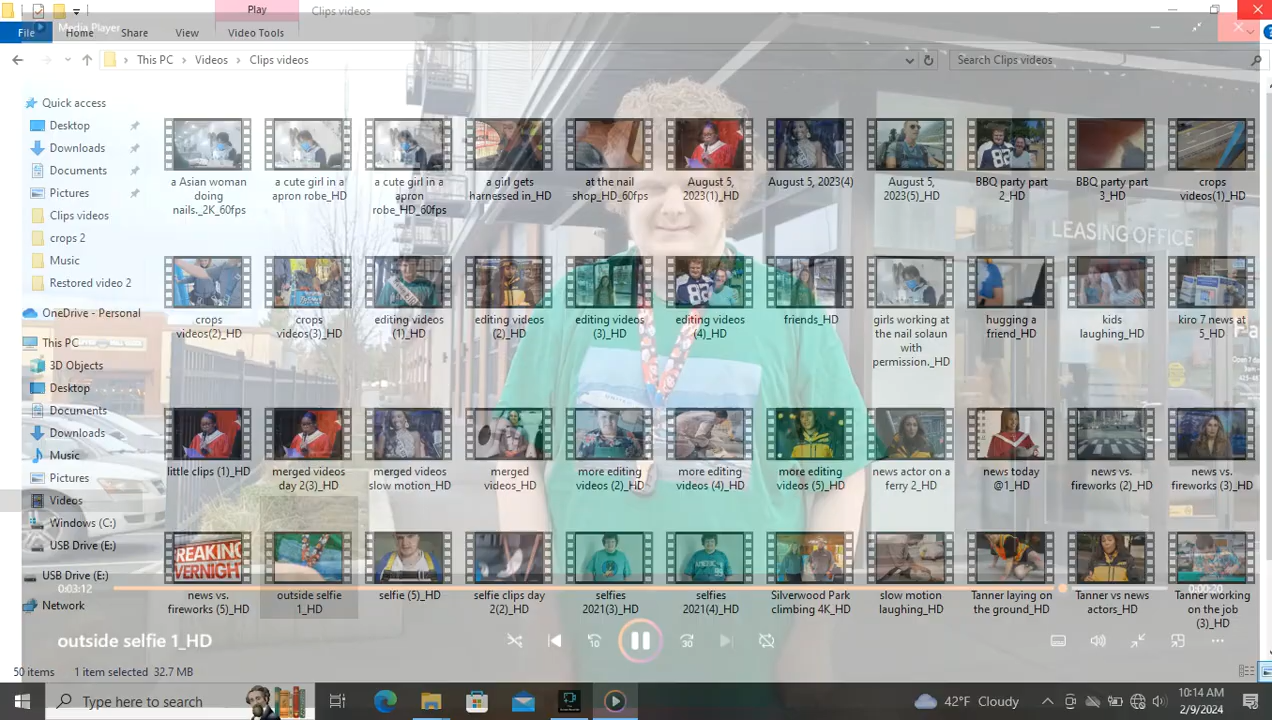 Play
Clips videos
Media Player
File
Home
Share
View
Video Tools
This PC > Videos > Clips videos
Search Clips videos
Quick access
Desktop
Downloads
Documents
Pictures
Clips videos
crops 2
Music
Restored video 2
OneDrive - Personal
This PC
3D Objects
Desktop
Documents
Downloads
Music
Pictures
Videos
Windows (C:)
USB Drive (E:)
USB Drive (E:)
Network
a Asian woman
doing
nails._2K_60fps
a cute girl in a
apron robe_HD
a cute girl in a
apron
robe_HD_60fps
a girl gets
harnessed in_HD
at the nail
shop_HD_60fps
August 5,
2023(1)_HD
August 5, 2023(4)
August 5,
2023(5)_HD
BBQ party part
2_HD
BBQ party part
3_HD
crops
videos(1)_HD
LEASING OFFICE
crops
videos(2)_HD
crops
videos(3)_HD
editing videos
(1)_HD
editing videos
(2)_HD
editing videos
(3)_HD
editing videos
(4)_HD
friends_HD
girls working at
the nail solaun
with
permission._HD
hugging a
friend_HD
kids
laughing_HD
kiro 7 news at
5_HD
little clips (1)_HD
merged videos
day 2(3)_HD
merged videos
slow motion_HD
merged
videos_HD
more editing
videos (2)_HD
more editing
videos (4)_HD
more editing
videos (5)_HD
news actor on a
ferry 2_HD
news today
@1_HD
news vs.
fireworks (2)_HD
news vs.
fireworks (3)_HD
REAKING
VERNIGHT
news vs.
fireworks (5)_HD
outside selfie
1_HD
selfie (5)_HD
selfie clips day
2(2)_HD
selfies
2021(3)_HD
selfies
2021(4)_HD
Silverwood Park
climbing 4K_HD
slow motion
laughing_HD
Tanner laying on
the ground_HD
Tanner vs news
actors_HD
Tanner working
on the job
(3)_HD
0:03:12
0:00:20
outside selfie 1_HD
10
30
50 items
1 item selected 32.7 MB
Type here to search
42°F Cloudy
10:14 AM
2/9/2024